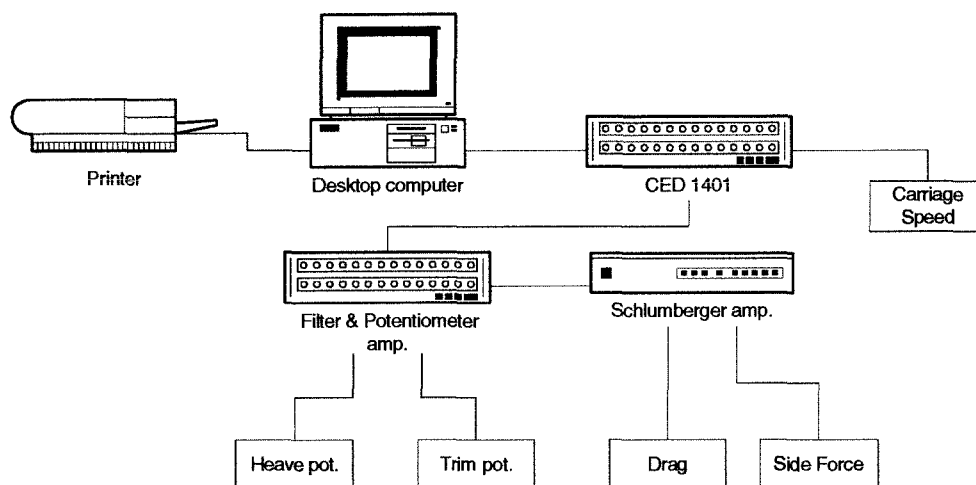 Printer
Desktop computer
CED 1401
Carriage
Speed
Filter & Potentiometer
amp.
Schlumberger amp.
Heave pot.
Trim pot.
Drag
Side Force